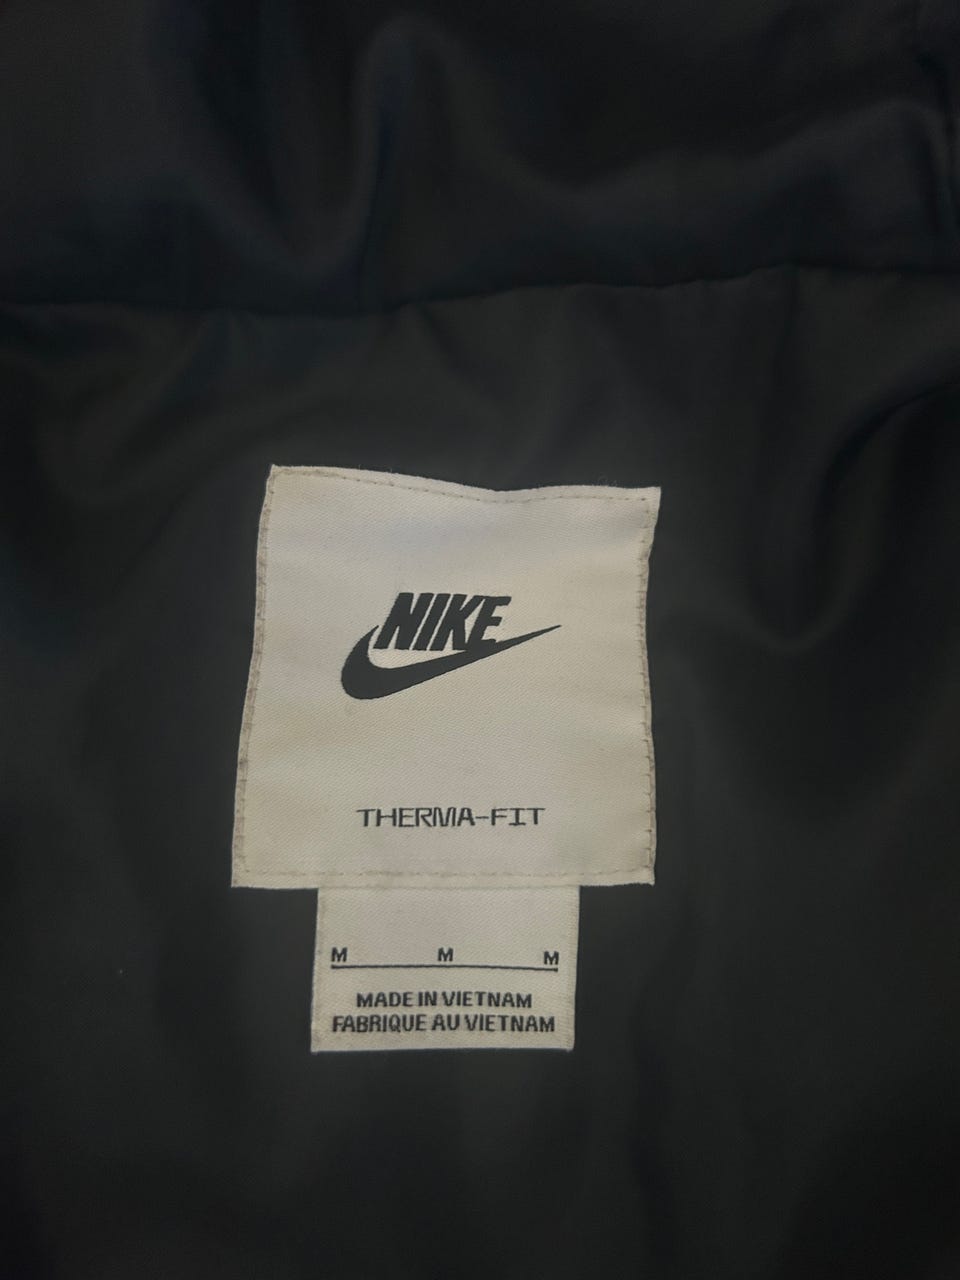 NIKE
THERMA-FIT
M M M
MADE IN VIETNAM
FABRIQUE AU VIETNAM